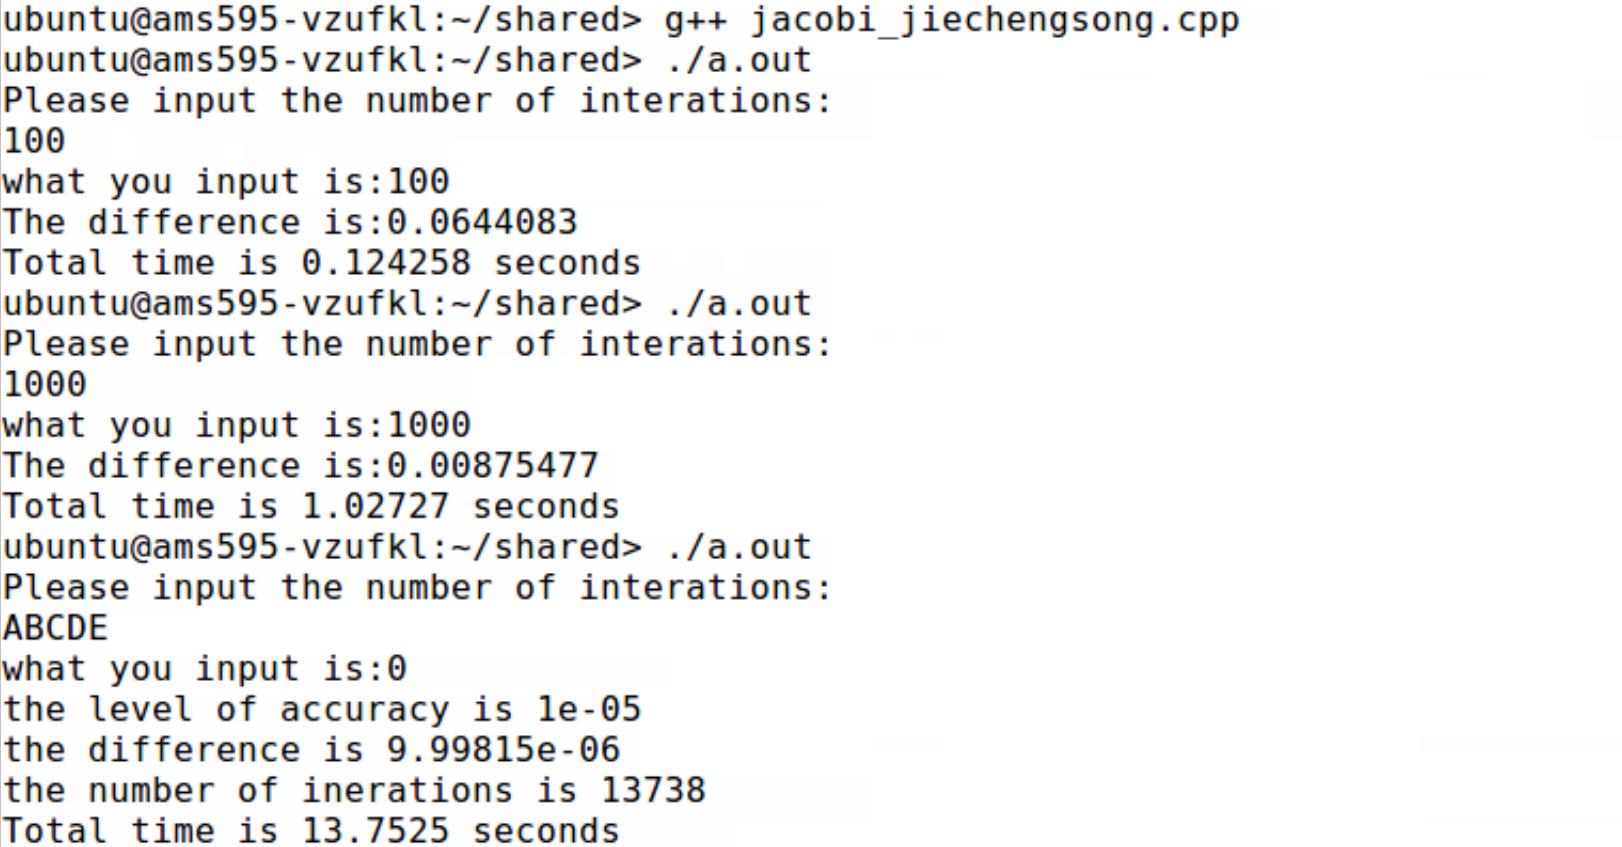 ubuntu@ams595-vzufkl:~/shared> g++ jacobi_jiechengsong.cpp
ubuntu@ams595-vzufkl:~/shared> ./a.out
Please input the number of interations:
100
what you input is:100
The difference is:0.0644083
Total time is 0.124258 seconds
ubuntu@ams595-vzufkl:~/shared> ./a.out
Please input the number of interations:
1000
what you input is:1000
The difference is:0.00875477
Total time is 1.02727 seconds
ubuntu@ams595-vzufkl:~/shared> ./a.out
Please input the number of interations:
ABCDE
what you input is:0
the level of accuracy is 1e-05
the difference is 9.99815e-06
the number of inerations is 13738
Total time is 13.7525 seconds